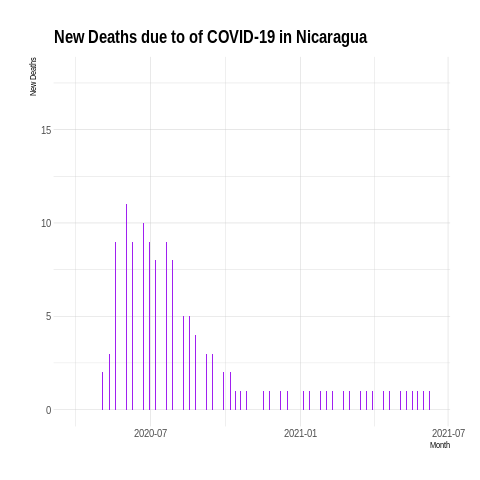 New Deaths due to of COVID-19 in Nicaragua
New Deaths
15
10
5
0
2020-07
2021-01
2021-07
Month